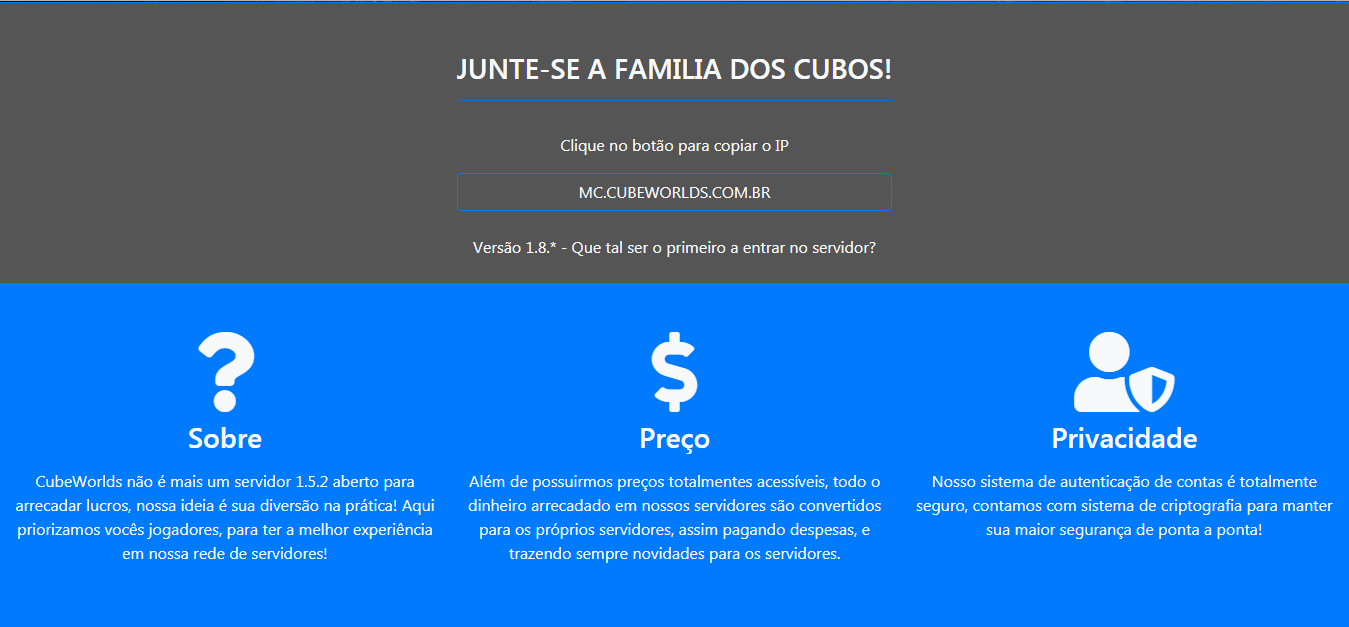 JUNTE-SE A FAMILIA DOS CUBOS!
Clique no botão para copiar o IP
MC.CUBEWORLDS.COM.BR
Versão 1.8.* - Que tal ser o primeiro a entrar no servidor?
Sobre
CubeWorlds não é mais um servidor 1.5.2 aberto para
arrecadar lucros, nossa ideia é sua diversão na prática! Aqui
priorizamos vocês jogadores, para ter a melhor experiência
em nossa rede de servidores!
Preço
Além de possuirmos preços totalmentes acessíveis, todo o
dinheiro arrecadado em nossos servidores são convertidos
para os próprios servidores, assim pagando despesas, e
trazendo sempre novidades para os servidores.
Privacidade
Nosso sistema de autenticação de contas é totalmente
seguro, contamos com sistema de criptografia para manter
sua maior segurança de ponta a ponta!